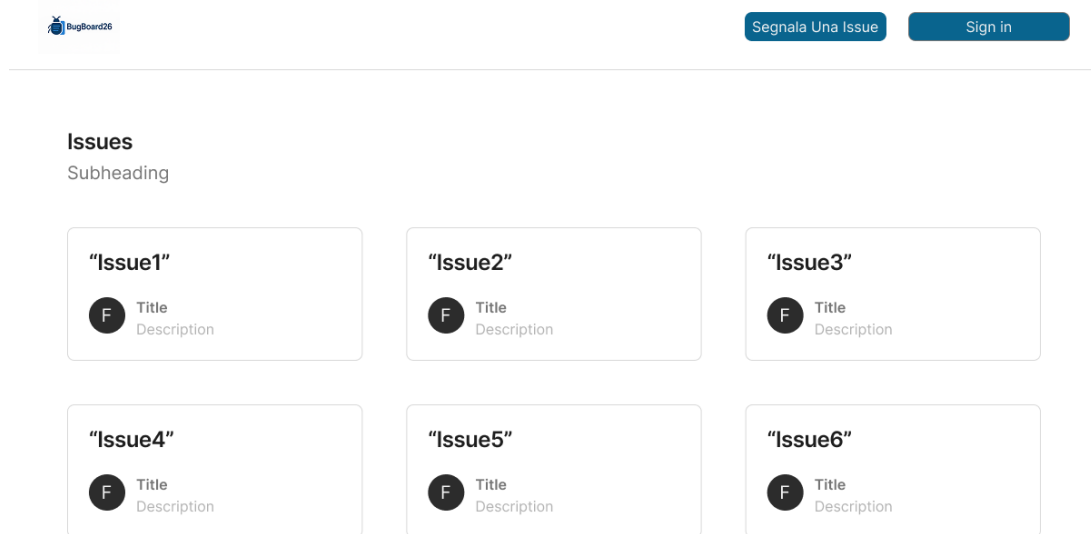 BugBoard26
Segnala Una Issue
Sign in
Issues
Subheading
“Issue1”
F
Title
Description
“Issue2”
F
Title
Description
“Issue3”
F
Title
Description
“Issue4”
F
Title
Description
“Issue5”
F
Title
Description
“Issue6”
F
Title
Description